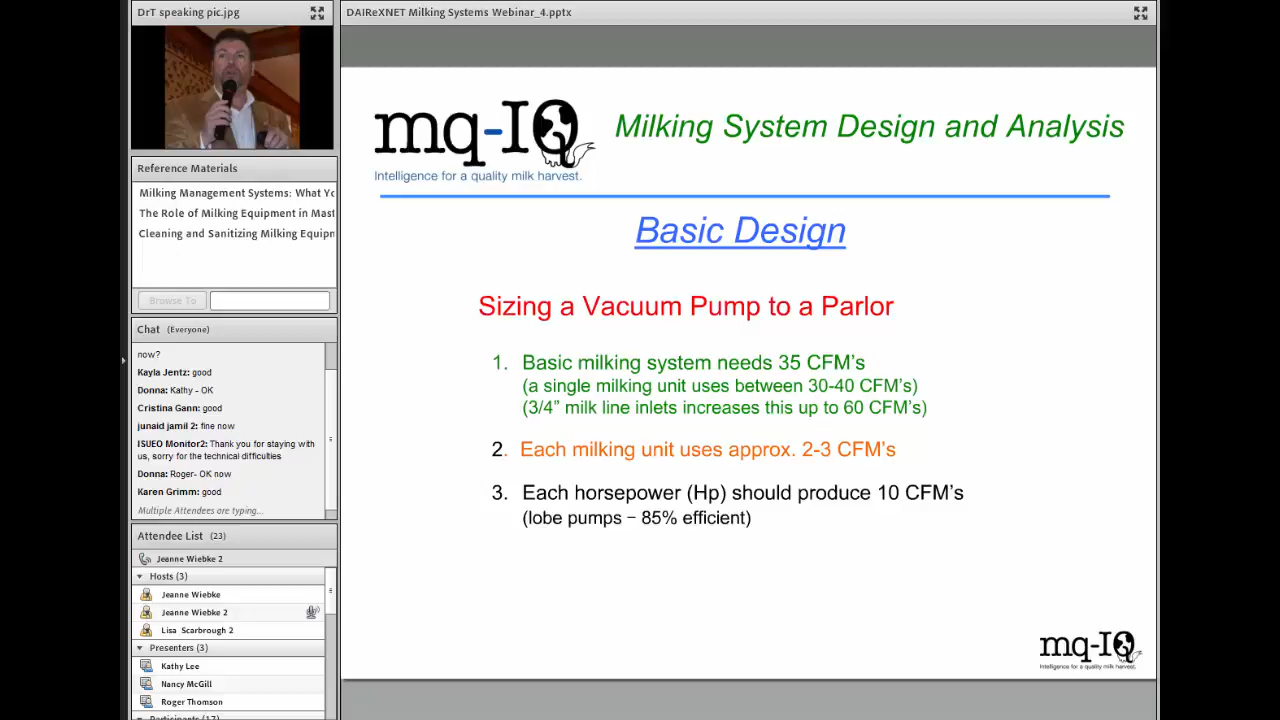 DrT speaking pic.jpg
Reference Materials
Milking Management Systems: What Yo
The Role of Milking Equipment in Mast
Cleaning and Sanitizing Milking Equipm
Browse To
Chat (Everyone)
now?
Kayla Jentz: good
Donna: Kathy - OK
Cristina Gann: good
junaid jamil 2: fine now
ISUEO Monitor2: Thank you for staying with
us, sorry for the technical difficulties
Donna: Roger- OK now
Karen Grimm: good
Multiple Attendees are typing...
Attendee List (23)
Jeanne Wiebke 2
Hosts (3)
Jeanne Wiebke
Jeanne Wiebke 2
Lisa Scarbrough 2
Presenters (3)
Kathy Lee
Nancy McGill
Roger Thomson
Participants (17)
DAIReXNET Milking Systems Webinar_4.pptx
mq-IQ
Intelligence for a quality milk harvest.
Milking System Design and Analysis
Basic Design
Sizing a Vacuum Pump to a Parlor
1. Basic milking system needs 35 CFM's
(a single milking unit uses between 30-40 CFM's)
(3/4" milk line inlets increases this up to 60 CFM's)
2. Each milking unit uses approx. 2-3 CFM's
3. Each horsepower (Hp) should produce 10 CFM's
(lobe pumps – 85% efficient)
mq-IQ
Intelligence for a quality milk harvest.